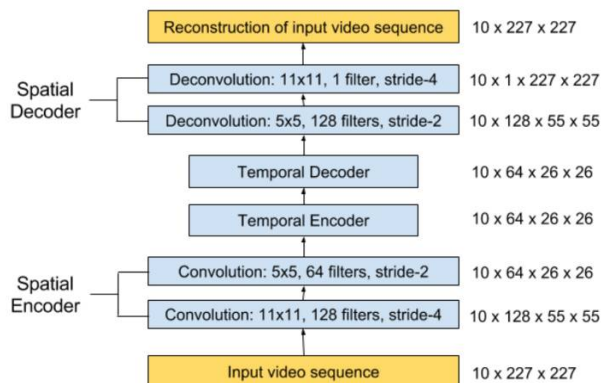 Reconstruction of input video sequence 10 x 227 x 227
Deconvolution: 11x11, 1 filter, stride-4 10 x 1 x 227 x 227
Spatial
Decoder
Deconvolution: 5x5, 128 filters, stride-2 10 x 128 x 55 x 55
Temporal Decoder 10 x 64 x 26 x 26
Temporal Encoder 10 x 64 x 26 x 26
Convolution: 5x5, 64 filters, stride-2 10 x 64 x 26 x 26
Spatial
Encoder
Convolution: 11x11, 128 filters, stride-4 10 x 128 x 55 x 55
Input video sequence 10 x 227 x 227